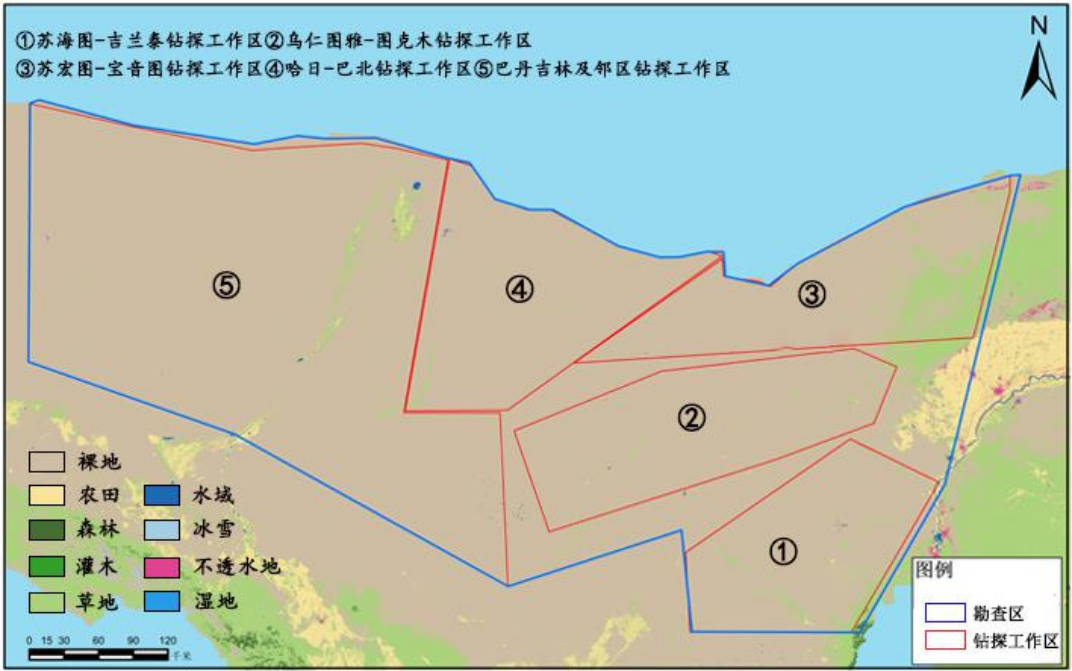 ①苏海图-吉兰泰钻探工作区②乌仁图雅-图克木钻探工作区
③苏宏图-宝音图钻探工作区④哈日-巴北钻探工作区⑤巴丹吉林及邻区钻探工作区
N
⑤
④
③
②
①
裸地
农田
水域
森林
冰雪
灌木
不透水地
草地
湿地
0 15 30 60 90 120
千米
图例
勘查区
钻探工作区